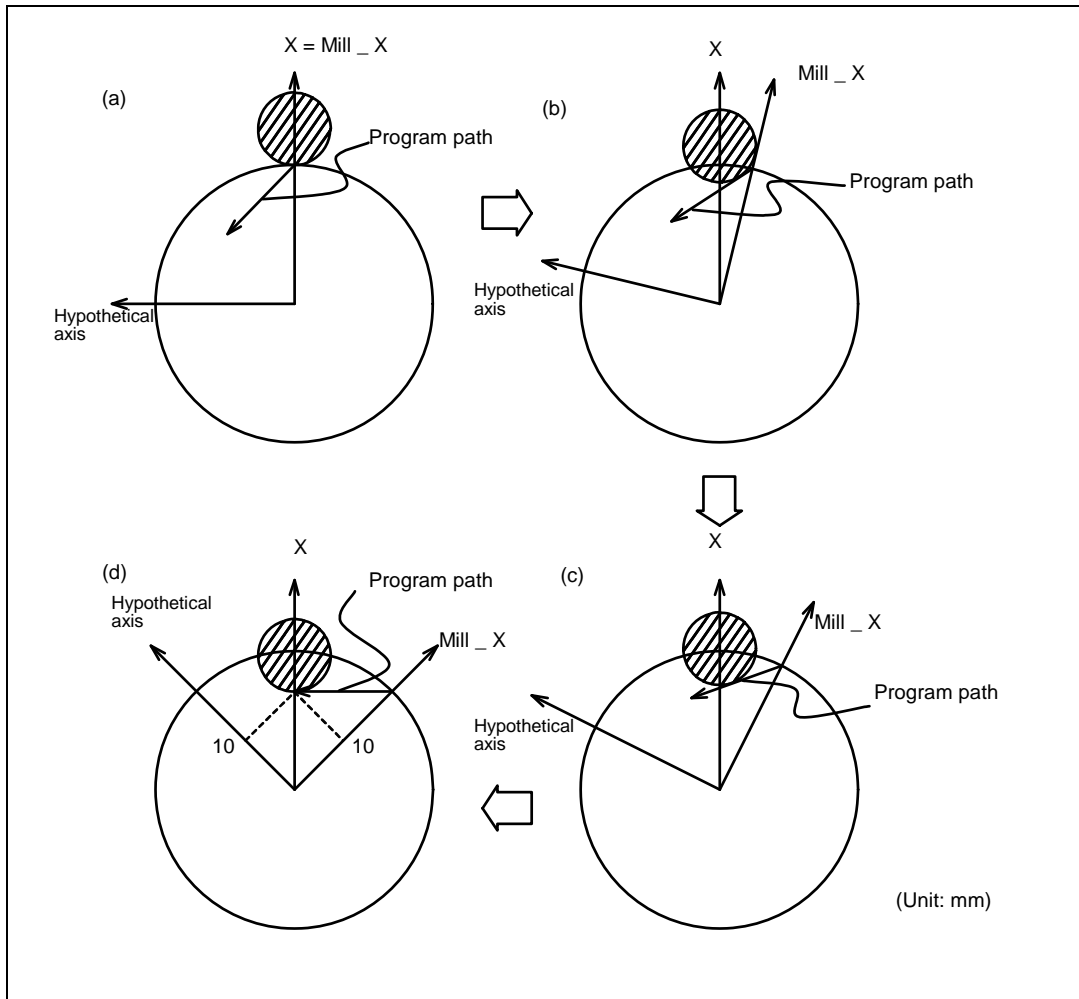 (a)
X = Mill _ X
Program path
Hypothetical
axis
(b)
X
Mill _ X
Program path
Hypothetical
axis
(c)
X
Mill _ X
Program path
Hypothetical
axis
(d)
X
Program path
Hypothetical
axis
Mill _ X
10
10
(Unit: mm)